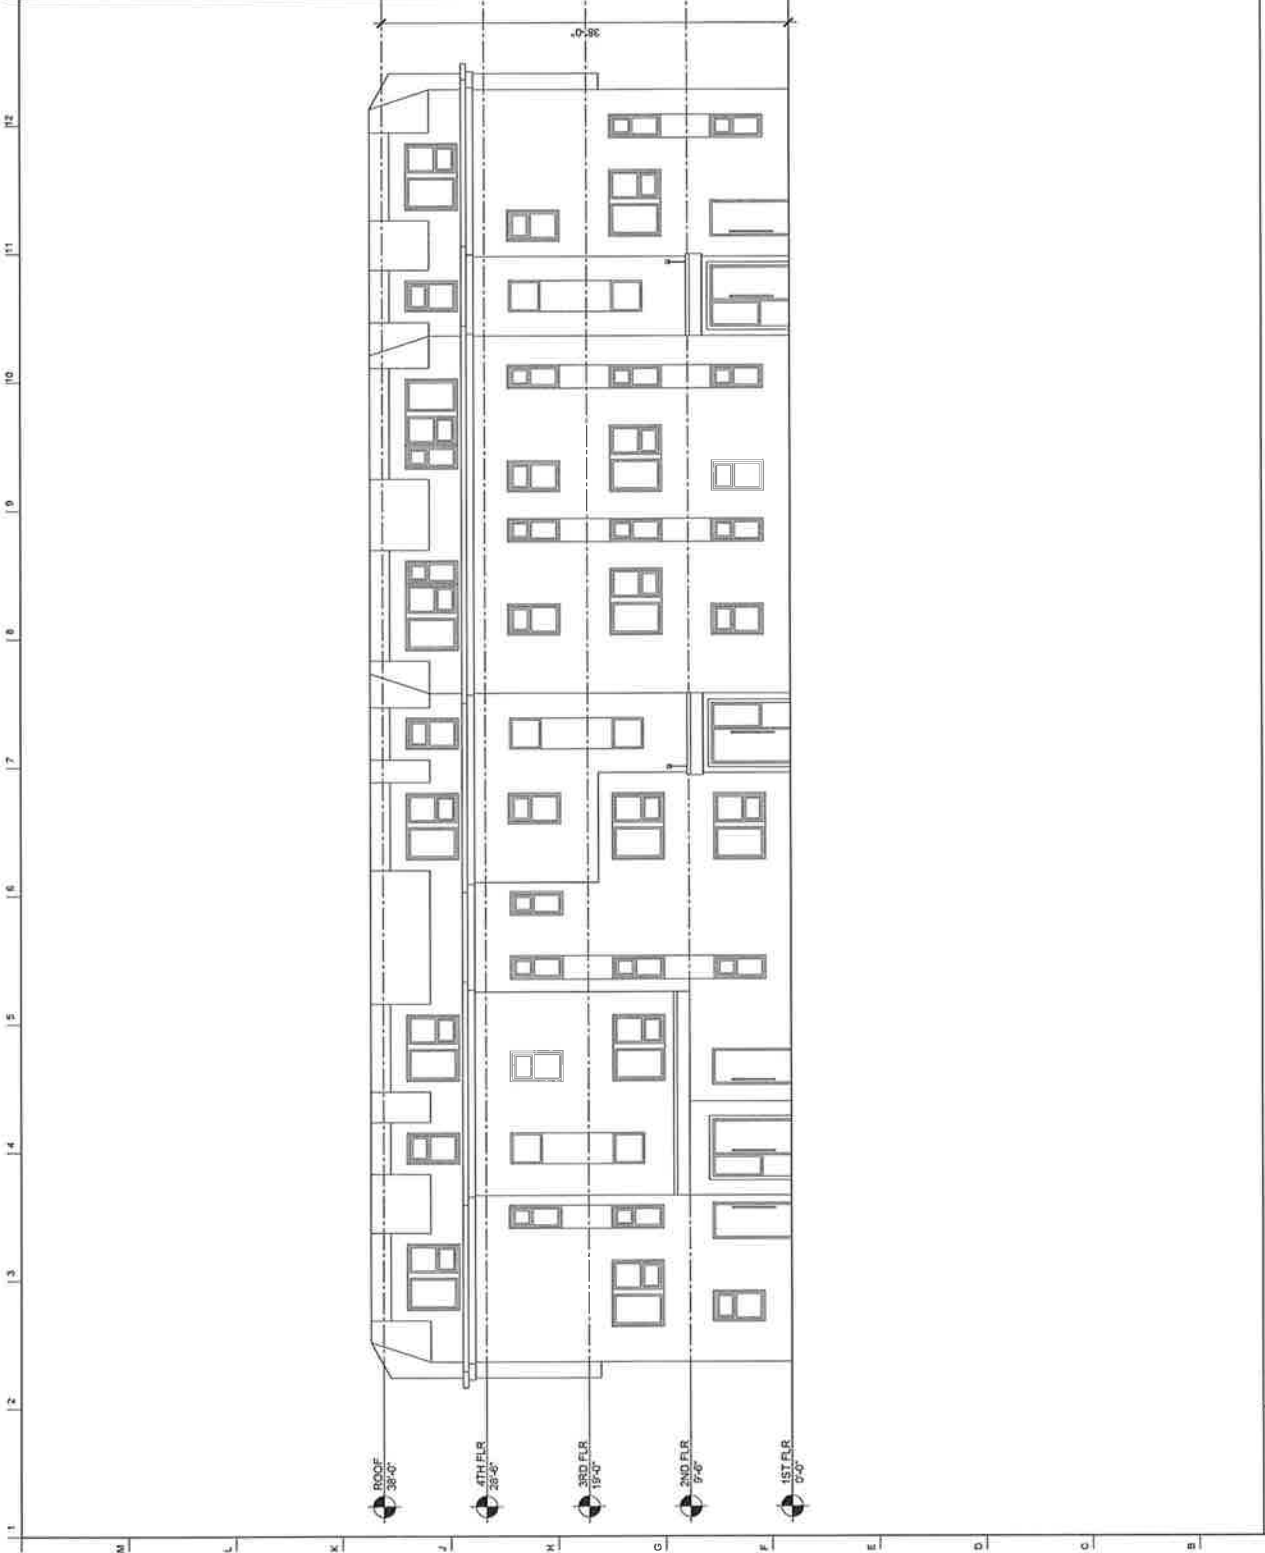 38'-0"
12
11
10
9
8
7
6
5
4
3
2
1
ROOF
38'-0"
4TH FLR
28'-6"
3RD FLR
19'-0"
2ND FLR
9'-6"
1ST FLR
0'-0"
M
L
K
J
H
G
F
E
D
C
B